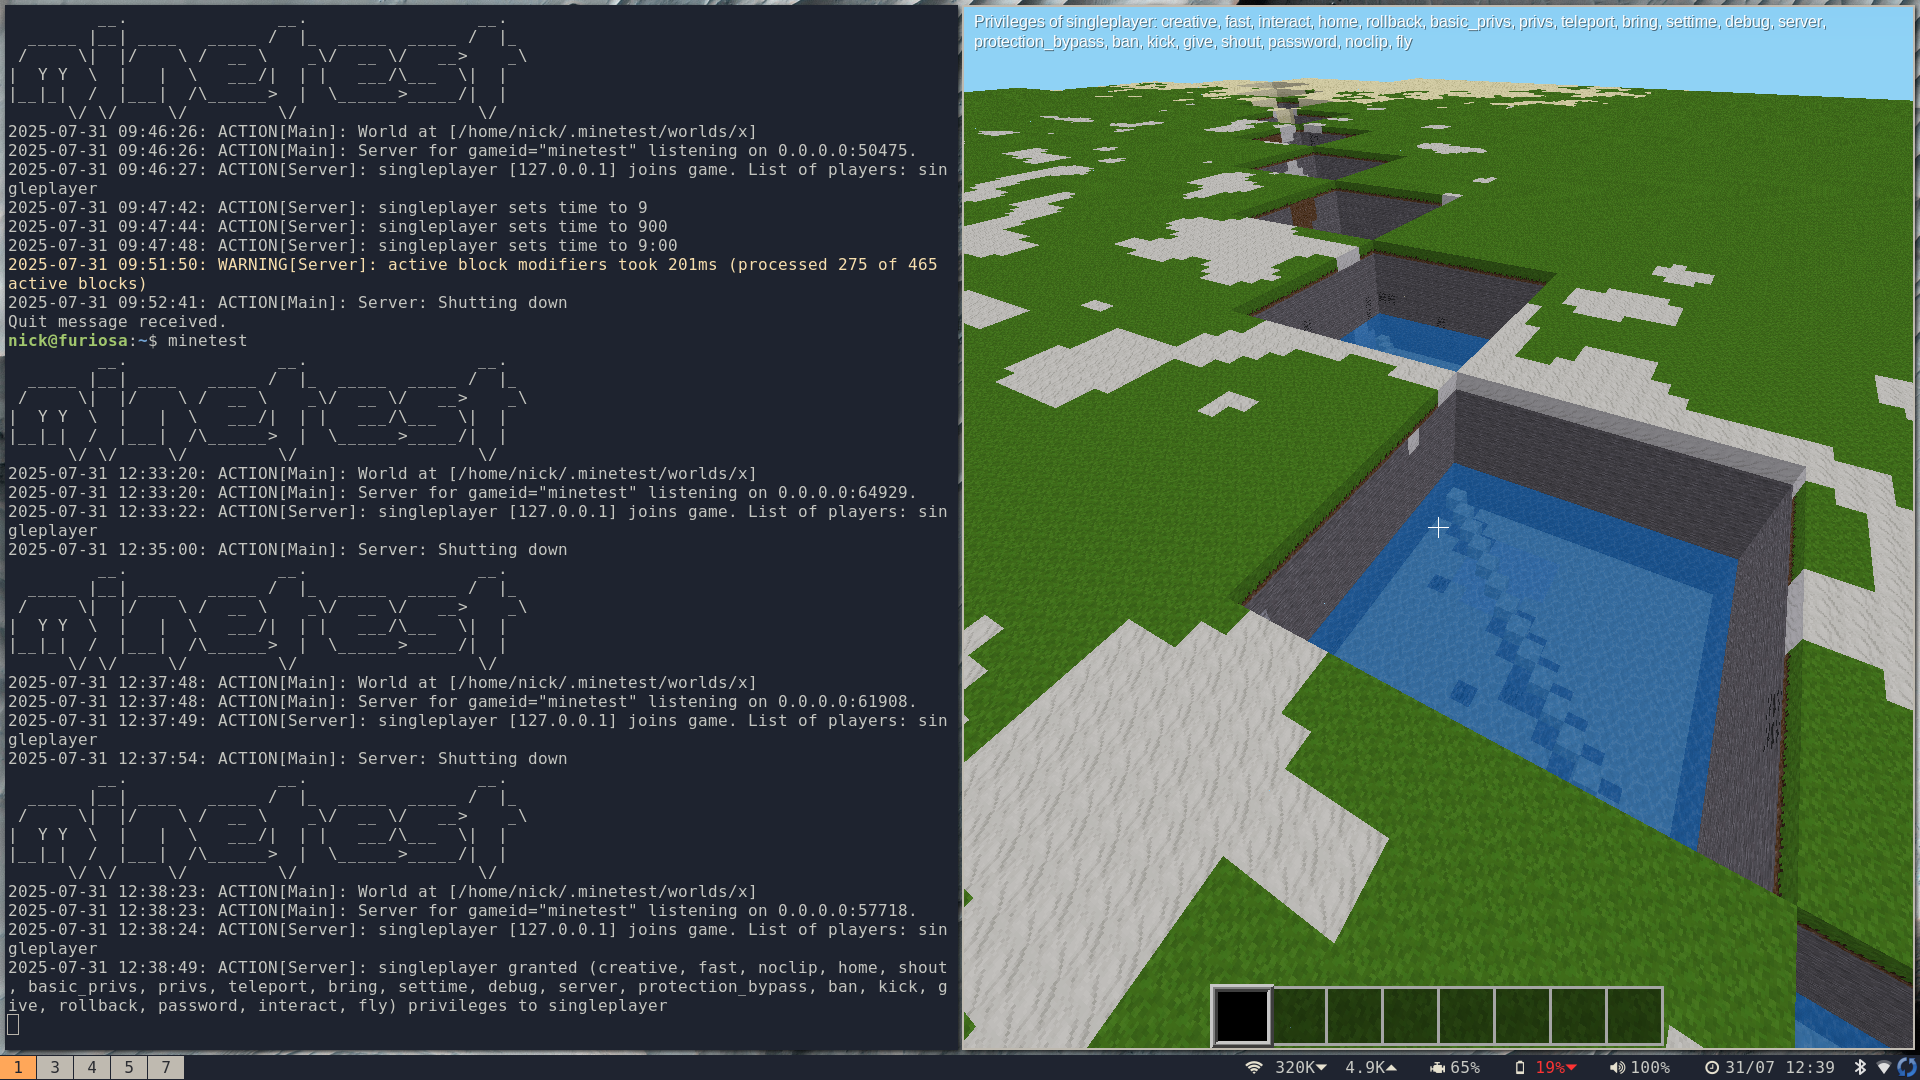 2025-07-31 09:46:26: ACTION[Main]: World at [/home/nick/.minetest/worlds/x]
2025-07-31 09:46:26: ACTION[Main]: Server for gameid="minetest" listening on 0.0.0.0:50475.
2025-07-31 09:46:27: ACTION[Server]: singleplayer [127.0.0.1] joins game. List of players: sin
gleplayer
2025-07-31 09:47:42: ACTION[Server]: singleplayer sets time to 9
2025-07-31 09:47:44: ACTION[Server]: singleplayer sets time to 900
2025-07-31 09:47:48: ACTION[Server]: singleplayer sets time to 9:00
2025-07-31 09:51:50: WARNING[Server]: active block modifiers took 201ms (processed 275 of 465
active blocks)
2025-07-31 09:52:41: ACTION[Main]: Server: Shutting down
Quit message received.
nick@furiosa:~$ minetest
2025-07-31 12:33:20: ACTION[Main]: World at [/home/nick/.minetest/worlds/x]
2025-07-31 12:33:20: ACTION[Main]: Server for gameid="minetest" listening on 0.0.0.0:64929.
2025-07-31 12:33:22: ACTION[Server]: singleplayer [127.0.0.1] joins game. List of players: sin
gleplayer
2025-07-31 12:35:00: ACTION[Main]: Server: Shutting down
2025-07-31 12:37:48: ACTION[Main]: World at [/home/nick/.minetest/worlds/x]
2025-07-31 12:37:48: ACTION[Main]: Server for gameid="minetest" listening on 0.0.0.0:61908.
2025-07-31 12:37:49: ACTION[Server]: singleplayer [127.0.0.1] joins game. List of players: sin
gleplayer
2025-07-31 12:37:54: ACTION[Main]: Server: Shutting down
2025-07-31 12:38:23: ACTION[Main]: World at [/home/nick/.minetest/worlds/x]
2025-07-31 12:38:23: ACTION[Main]: Server for gameid="minetest" listening on 0.0.0.0:57718.
2025-07-31 12:38:24: ACTION[Server]: singleplayer [127.0.0.1] joins game. List of players: sin
gleplayer
2025-07-31 12:38:49: ACTION[Server]: singleplayer granted (creative, fast, noclip, home, shout
, basic_privs, privs, teleport, bring, settime, debug, server, protection_bypass, ban, kick, g
ive, rollback, password, interact, fly) privileges to singleplayer
Privileges of singleplayer: creative, fast, interact, home, rollback, basic_privs, privs, teleport, bring, settime, debug, server,
protection_bypass, ban, kick, give, shout, password, noclip, fly
1 3 4 5 7 320K 4.9K 65% 19% 100% 31/07 12:39